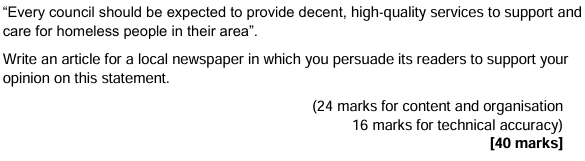 “Every council should be expected to provide decent, high-quality services to support and
care for homeless people in their area”.
Write an article for a local newspaper in which you persuade its readers to support your
opinion on this statement.
(24 marks for content and organisation
16 marks for technical accuracy)
[40 marks]